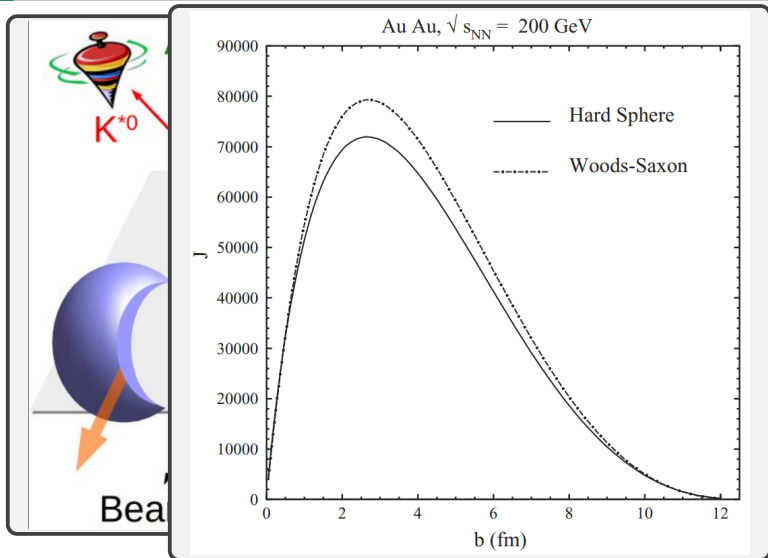 Au Au, √ s_NN = 200 GeV
90000
80000
70000
60000
50000
40000
30000
20000
10000
0
J
Hard Sphere
Woods-Saxon
0 2 4 6 8 10 12
b (fm)
K*0
Bea